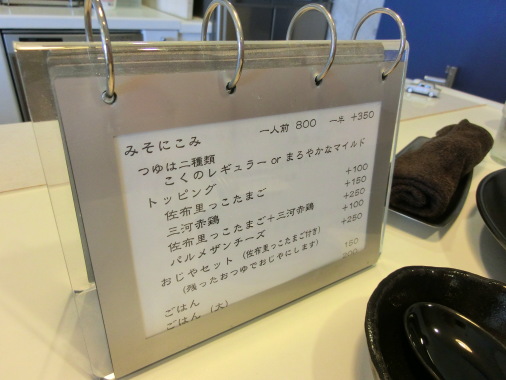 みそにこみ 一人前 800 一半 +350
つゆは二種類
こくのレギュラー or まろやかなマイルド
トッピング
佐布里っこたまご +100
三河赤鶏 +150
佐布里っこたまご+三河赤鶏 +250
パルメザンチーズ +100
おじやセット (佐布里っこたまご付き) +250
(残ったおつゆでおじやにします)
ごはん 150
ごはん (大) 200